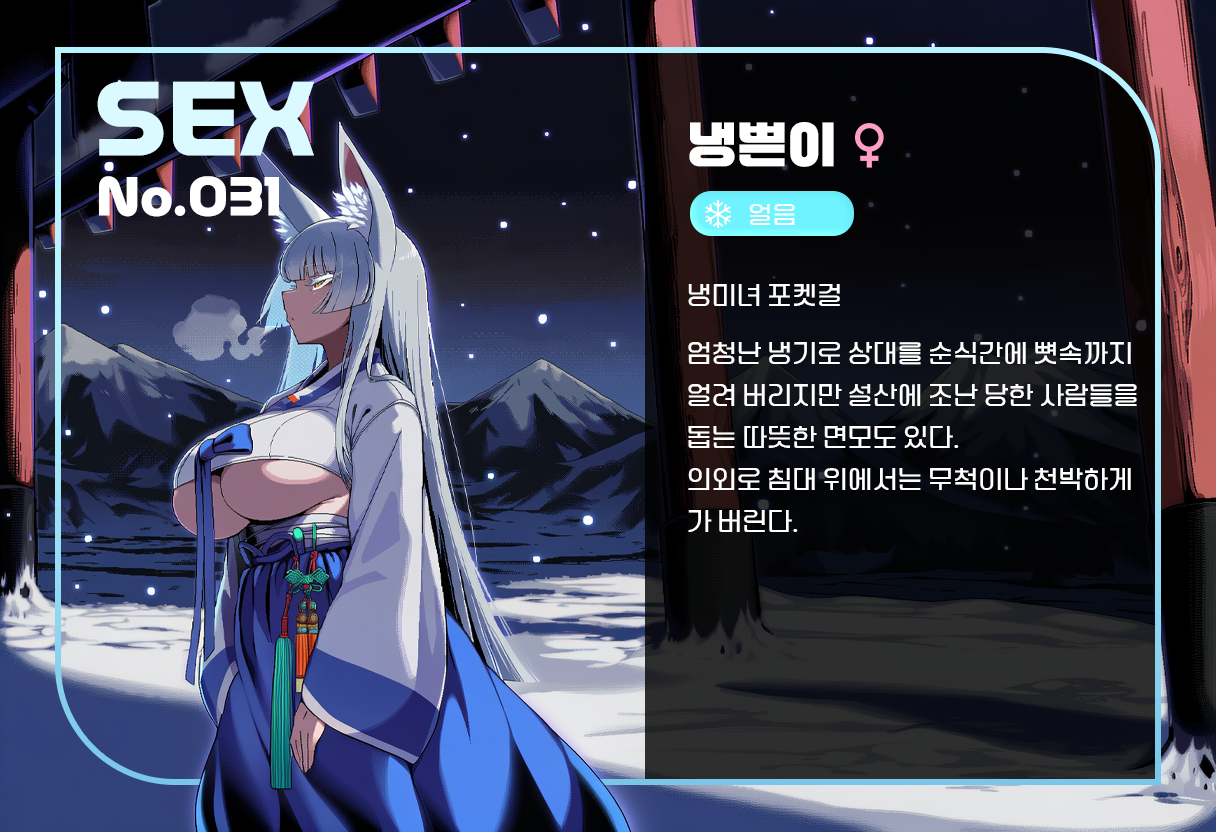 SEX
No.031
냉쁜이 ♀
얼음
냉미녀 포켓걸
엄청난 냉기로 상대를 순식간에 뼛속까지
얼려 버리지만 설산에 조난 당한 사람들을
돕는 따뜻한 면모도 있다.
의외로 침대 위에서는 무척이나 천박하게
가 버린다.